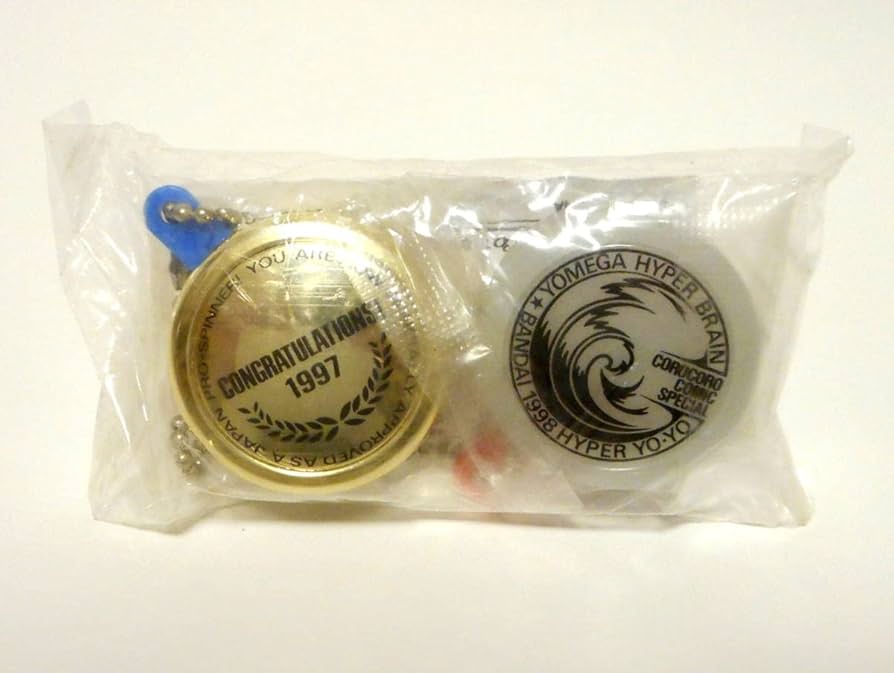 PRO-SPINNER! YOU ARE
APPROVED AS A JAPAN
CONGRATULATIONS!
1997
YOMEGA HYPER BRAIN
COROCORO
COMIC
SPECIAL
★ BANDAI 1998 HYPER YO-YO